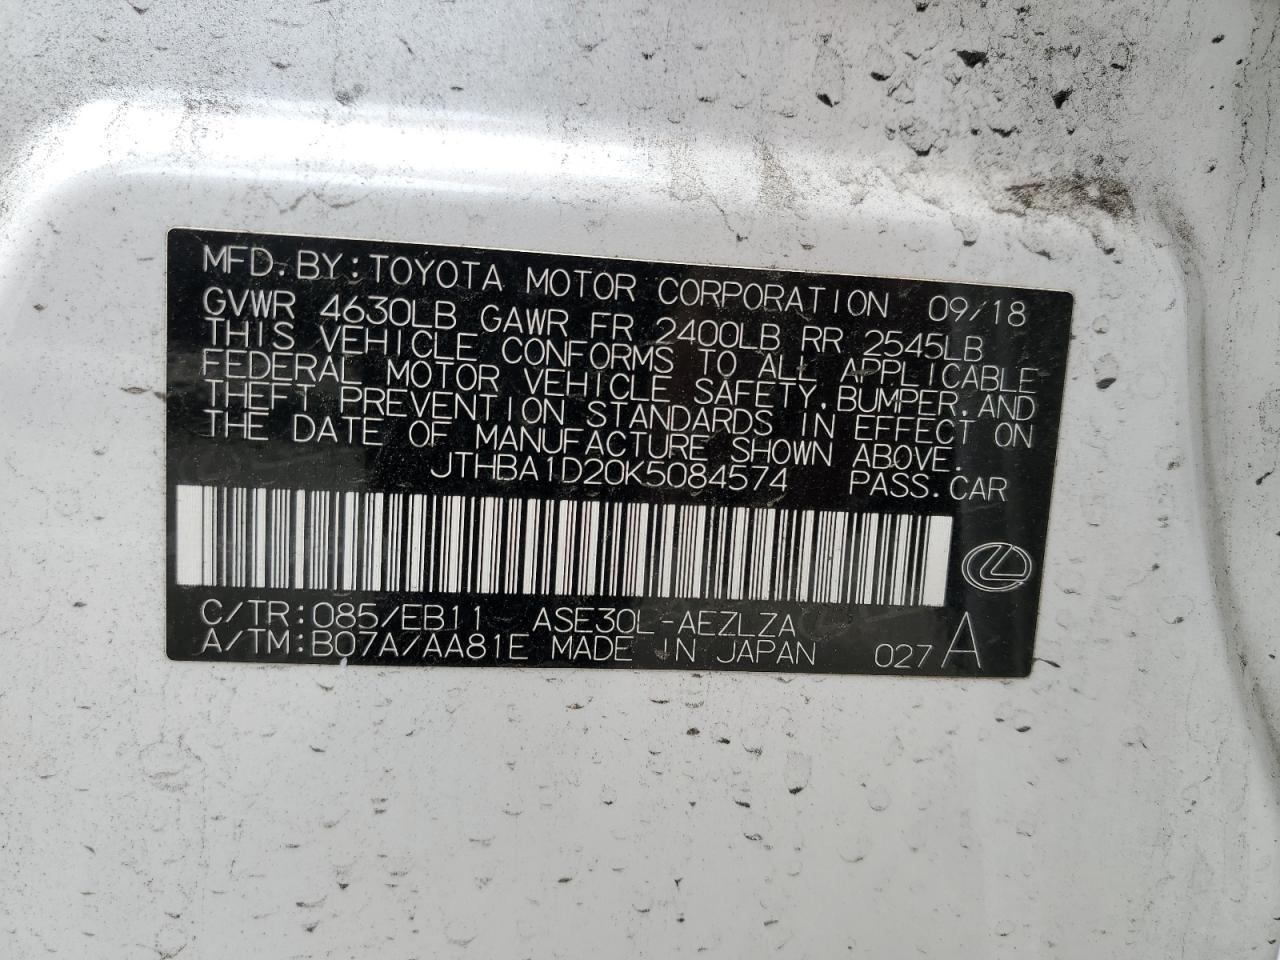 MFD.BY:TOYOTA MOTOR CORPORATION 09/18
GVWR 4630LB GAWR FR 2400LB RR 2545LB
THIS VEHICLE CONFORMS TO ALL APPLICABLE
FEDERAL MOTOR VEHICLE SAFETY,BUMPER,AND
THEFT PREVENTION STANDARDS IN EFFECT ON
THE DATE OF MANUFACTURE SHOWN ABOVE.
JTHBA1D20K5084574 PASS.CAR
C/TR:085/EB11 ASE30L-AEZLZA
A/TM:B07A/AA81E MADE IN JAPAN 027 A